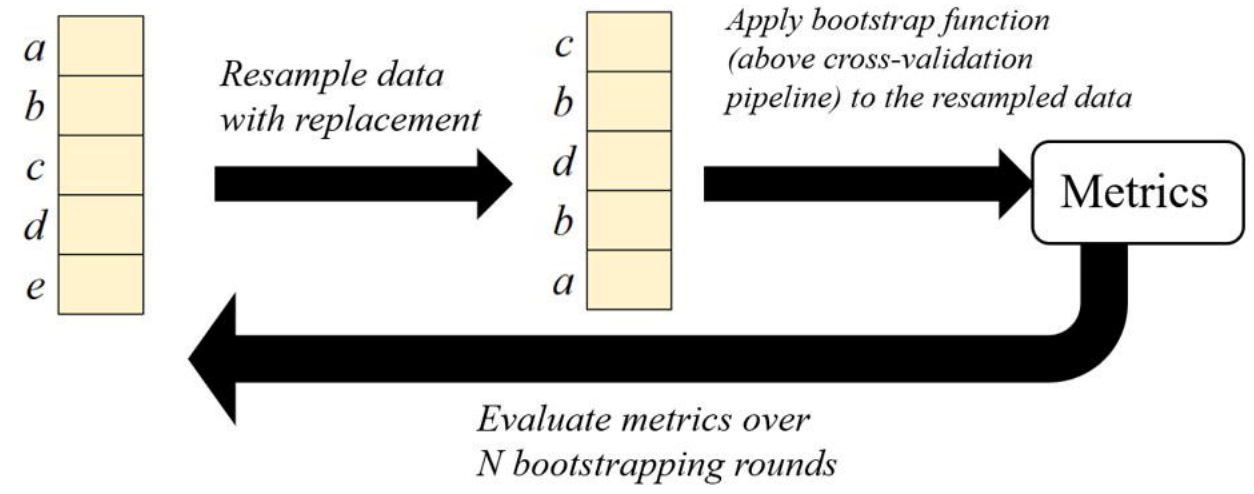 a
b
c
d
e
Resample data
with replacement
c
b
d
b
a
Apply bootstrap function
(above cross-validation
pipeline) to the resampled data
Metrics
Evaluate metrics over
N bootstrapping rounds